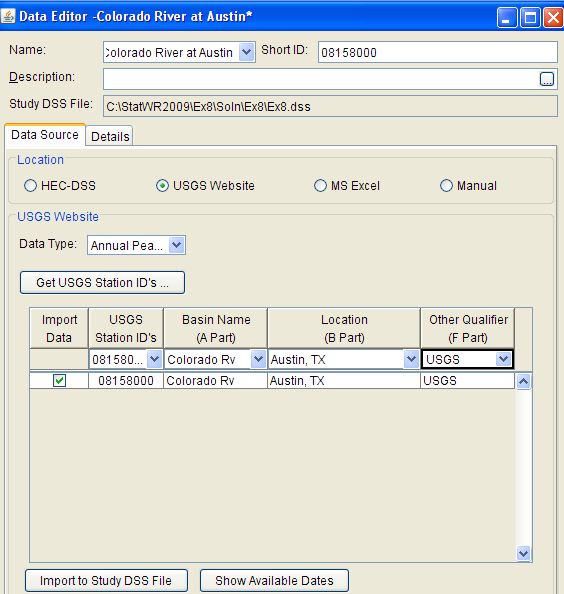 Data Editor -Colorado River at Austin*
Name: Colorado River at Austin Short ID: 08158000
Description: ...
Study DSS File: C:\StatWR2009\Ex8\Soln\Ex8\Ex8.dss
Data Source Details
Location
HEC-DSS USGS Website MS Excel Manual
USGS Website
Data Type: Annual Pea...
Get USGS Station ID's ...
Import USGS Basin Name Location Other Qualifier
Data Station ID's (A Part) (B Part) (F Part)
081580... Colorado Rv Austin, TX USGS
08158000 Colorado Rv Austin, TX USGS
Import to Study DSS File Show Available Dates